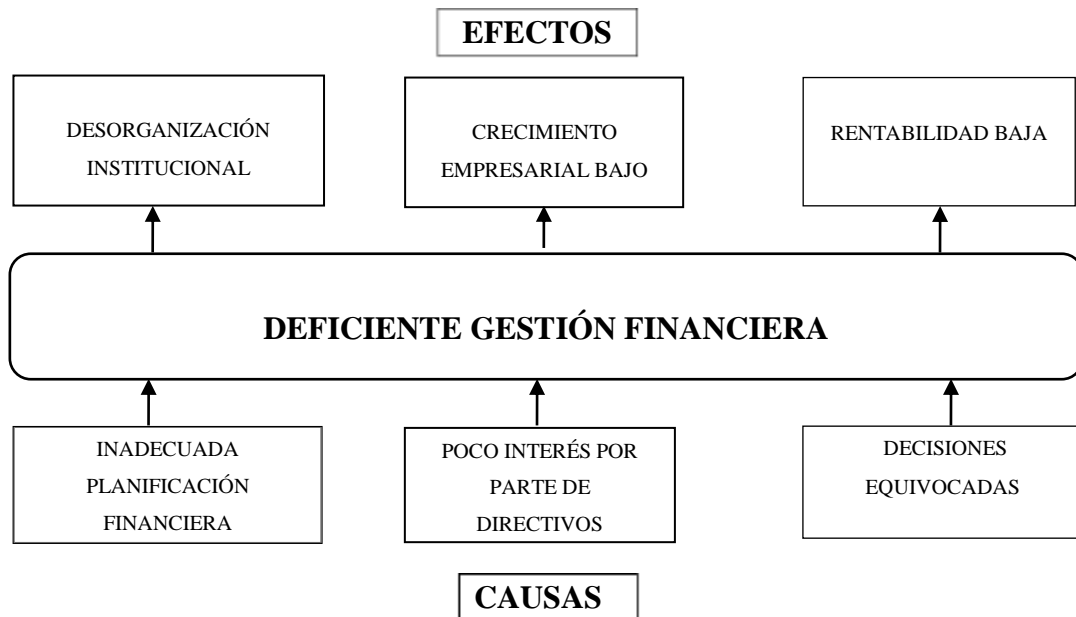 EFECTOS
DESORGANIZACIÓN
INSTITUCIONAL
CRECIMIENTO
EMPRESARIAL BAJO
RENTABILIDAD BAJA
DEFICIENTE GESTIÓN FINANCIERA
INADECUADA
PLANIFICACIÓN
FINANCIERA
POCO INTERÉS POR
PARTE DE
DIRECTIVOS
DECISIONES
EQUIVOCADAS
CAUSAS